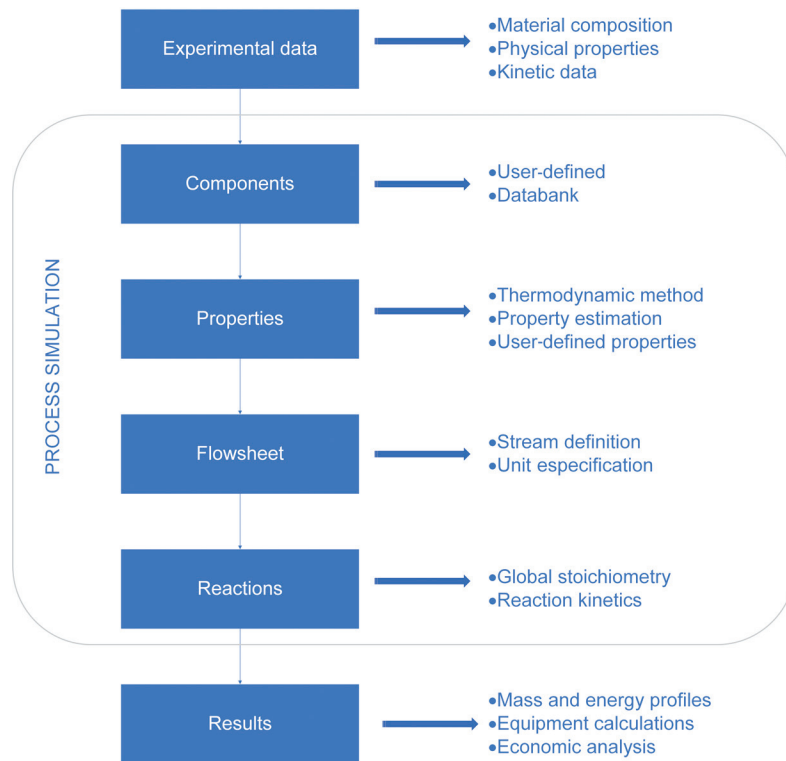 Experimental data
•Material composition
•Physical properties
•Kinetic data
PROCESS SIMULATION
Components
•User-defined
•Databank
Properties
•Thermodynamic method
•Property estimation
•User-defined properties
Flowsheet
•Stream definition
•Unit especification
Reactions
•Global stoichiometry
•Reaction kinetics
Results
•Mass and energy profiles
•Equipment calculations
•Economic analysis